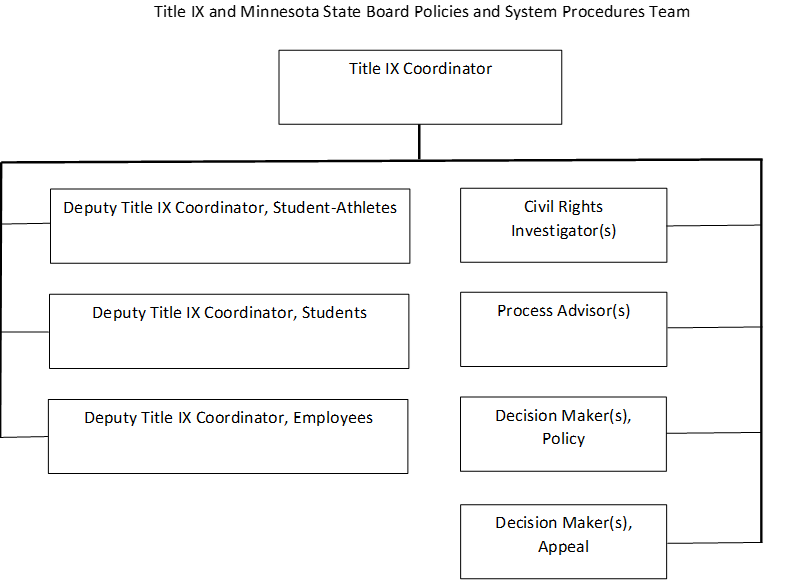 Title IX and Minnesota State Board Policies and System Procedures Team
Title IX Coordinator
Deputy Title IX Coordinator, Student-Athletes
Deputy Title IX Coordinator, Students
Deputy Title IX Coordinator, Employees
Civil Rights
Investigator(s)
Process Advisor(s)
Decision Maker(s),
Policy
Decision Maker(s),
Appeal